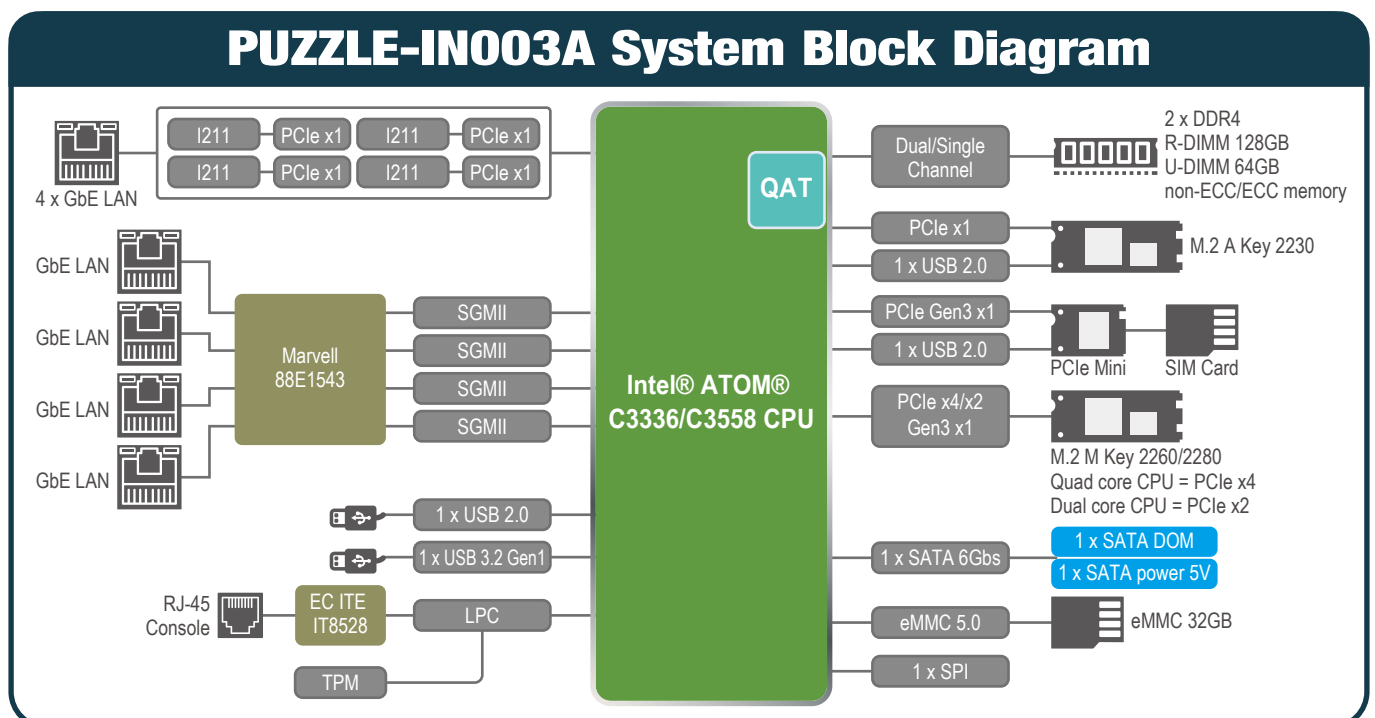 PUZZLE-IN003A System Block Diagram
4 x GbE LAN
I211
PCIe x1
I211
PCIe x1
I211
PCIe x1
I211
PCIe x1
GbE LAN
GbE LAN
GbE LAN
GbE LAN
Marvell
88E1543
SGMII
SGMII
SGMII
SGMII
1 x USB 2.0
1 x USB 3.2 Gen1
RJ-45
Console
EC ITE
IT8528
LPC
TPM
QAT
Intel® ATOM®
C3336/C3558 CPU
Dual/Single
Channel
2 x DDR4
R-DIMM 128GB
U-DIMM 64GB
non-ECC/ECC memory
PCIe x1
1 x USB 2.0
M.2 A Key 2230
PCIe Gen3 x1
1 x USB 2.0
PCIe Mini
SIM Card
PCIe x4/x2
Gen3 x1
M.2 M Key 2260/2280
Quad core CPU = PCIe x4
Dual core CPU = PCIe x2
1 x SATA 6Gbs
1 x SATA DOM
1 x SATA power 5V
eMMC 5.0
eMMC 32GB
1 x SPI